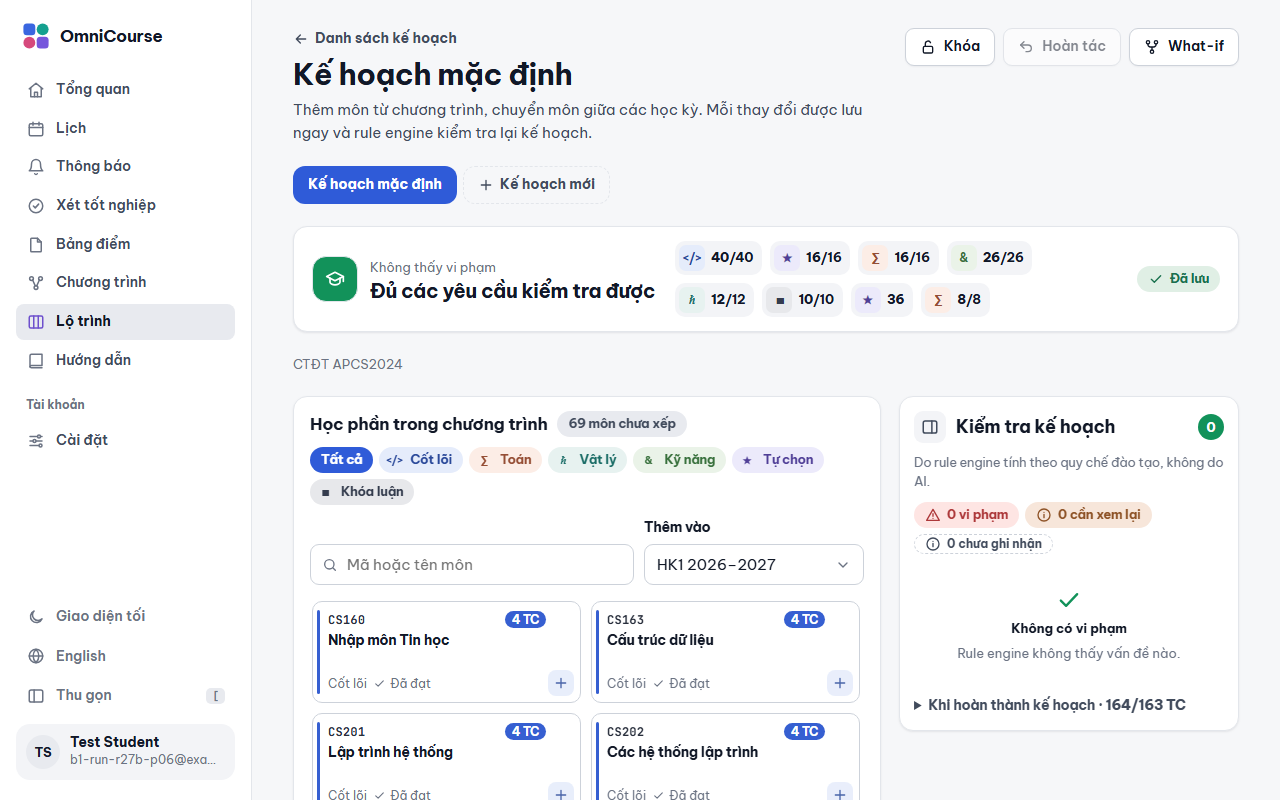 OmniCourse
Tổng quan
Lịch
Thông báo
Xét tốt nghiệp
Bảng điểm
Chương trình
Lộ trình
Hướng dẫn
Tài khoản
Cài đặt
Giao diện tối
English
Thu gọn [
TS Test Student
b1-run-r27b-p06@exa...
← Danh sách kế hoạch
Khóa
Hoàn tác
What-if
Kế hoạch mặc định
Thêm môn từ chương trình, chuyển môn giữa các học kỳ. Mỗi thay đổi được lưu
ngay và rule engine kiểm tra lại kế hoạch.
Kế hoạch mặc định
+ Kế hoạch mới
Không thấy vi phạm
Đủ các yêu cầu kiểm tra được
</> 40/40 ★ 16/16 ∑ 16/16 & 26/26
ℏ 12/12 ■ 10/10 ★ 36 ∑ 8/8
Đã lưu
CTĐT APCS2024
Học phần trong chương trình 69 môn chưa xếp
Tất cả </> Cốt lõi ∑ Toán ℏ Vật lý & Kỹ năng ★ Tự chọn
■ Khóa luận
Thêm vào
Mã hoặc tên môn
HK1 2026–2027
CS160 4 TC
Nhập môn Tin học
Cốt lõi ✓ Đã đạt +
CS163 4 TC
Cấu trúc dữ liệu
Cốt lõi ✓ Đã đạt +
CS201 4 TC
Lập trình hệ thống
Cốt lõi ✓ Đã đạt +
CS202 4 TC
Các hệ thống lập trình
Cốt lõi ✓ Đã đạt +
Kiểm tra kế hoạch 0
Do rule engine tính theo quy chế đào tạo, không do
AI.
0 vi phạm 0 cần xem lại
0 chưa ghi nhận
Không có vi phạm
Rule engine không thấy vấn đề nào.
▶ Khi hoàn thành kế hoạch · 164/163 TC